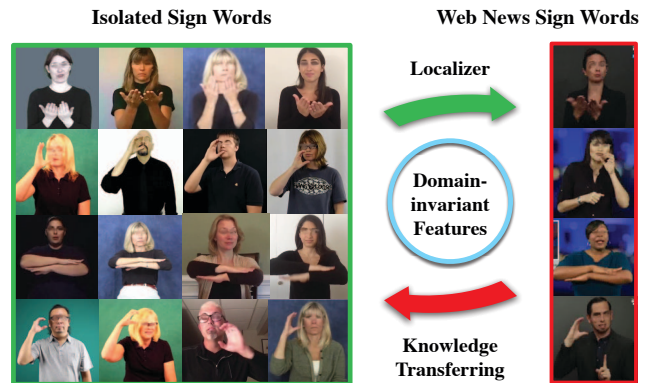 Isolated Sign Words
Web News Sign Words
Localizer
Domain-
invariant
Features
Knowledge
Transferring